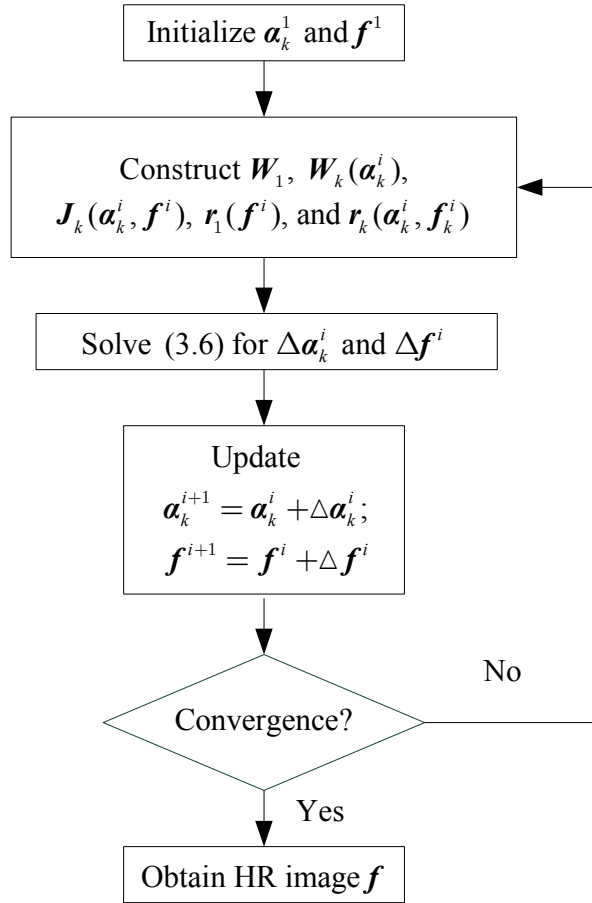 Initialize α_k^1 and f^1
Construct W_1, W_k(α_k^i),
J_k(α_k^i, f^i), r_1(f^i), and r_k(α_k^i, f_k^i)
Solve (3.6) for Δα_k^i and Δf^i
Update
α_k^{i+1} = α_k^i + Δα_k^i;
f^{i+1} = f^i + Δf^i
No
Convergence?
Yes
Obtain HR image f